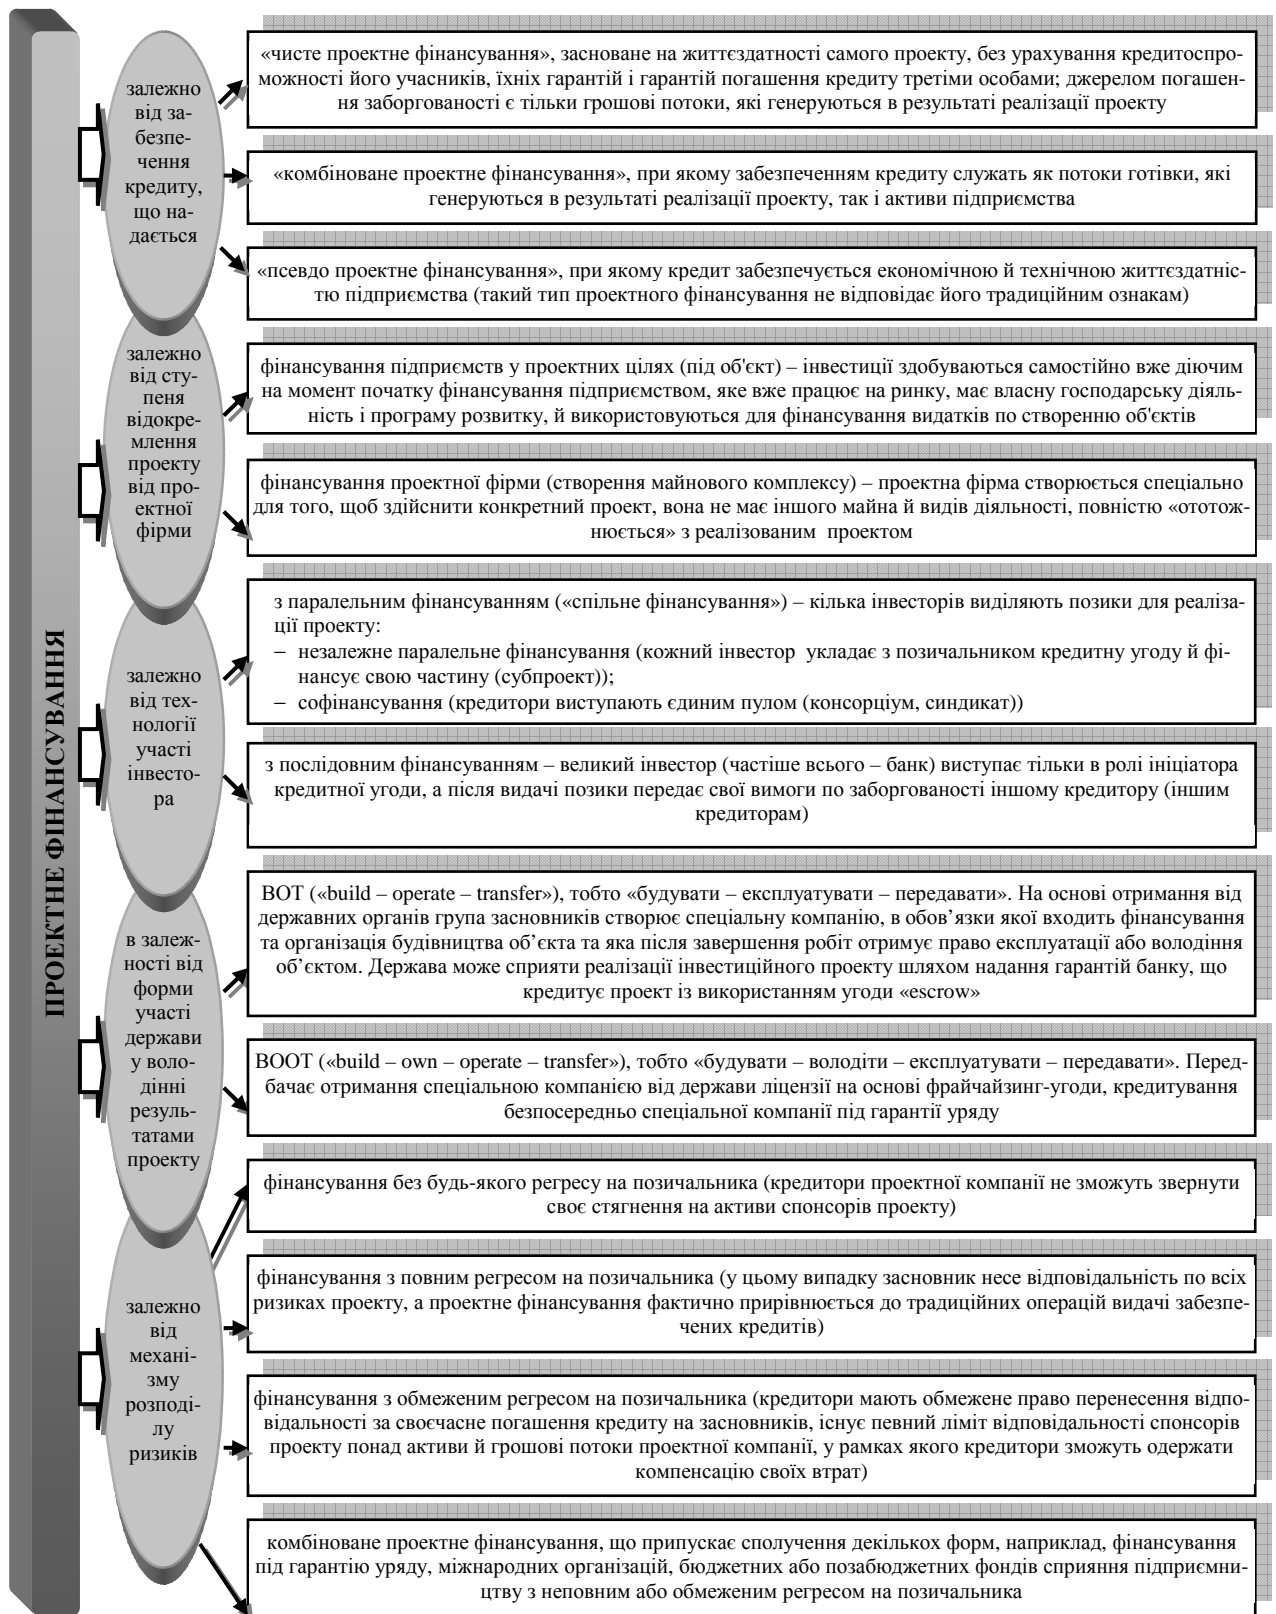 ПРОЕКТНЕ ФІНАНСУВАННЯ
залежно
від за-
безпе-
чення
кредиту,
що на-
дається
«чисте проектне фінансування», засноване на життєздатності самого проекту, без урахування кредитоспро-
можності його учасників, їхніх гарантій і гарантій погашення кредиту третіми особами; джерелом погашен-
ня заборгованості є тільки грошові потоки, які генеруються в результаті реалізації проекту
«комбіноване проектне фінансування», при якому забезпеченням кредиту служать як потоки готівки, які
генеруються в результаті реалізації проекту, так і активи підприємства
«псевдо проектне фінансування», при якому кредит забезпечується економічною й технічною життєздатніс-
тю підприємства (такий тип проектного фінансування не відповідає його традиційним ознакам)
залежно
від сту-
пеня
відокре-
млення
проекту
від про-
ектної
фірми
фінансування підприємств у проектних цілях (під об'єкт) – інвестиції здобуваються самостійно вже діючим
на момент початку фінансування підприємством, яке вже працює на ринку, має власну господарську діяль-
ність і програму розвитку, й використовуються для фінансування видатків по створенню об'єктів
фінансування проектної фірми (створення майнового комплексу) – проектна фірма створюється спеціально
для того, щоб здійснити конкретний проект, вона не має іншого майна й видів діяльності, повністю «ототож-
нюється» з реалізованим проектом
залежно
від тех-
нології
участі
інвесто-
ра
з паралельним фінансуванням («спільне фінансування») – кілька інвесторів виділяють позики для реаліза-
ції проекту:
– незалежне паралельне фінансування (кожний інвестор укладає з позичальником кредитну угоду й фі-
нансує свою частину (субпроект));
– софінансування (кредитори виступають єдиним пулом (консорціум, синдикат))
з послідовним фінансуванням – великий інвестор (частіше всього – банк) виступає тільки в ролі ініціатора
кредитної угоди, а після видачі позики передає свої вимоги по заборгованості іншому кредитору (іншим
кредиторам)
в залеж-
ності від
форми
участі
держави
у воло-
дінні
резуль-
татами
проекту
BOT («build – operate – transfer»), тобто «будувати – експлуатувати – передавати». На основі отримання від
державних органів група засновників створює спеціальну компанію, в обов’язки якої входить фінансування
та організація будівництва об’єкта та яка після завершення робіт отримує право експлуатації або володіння
об’єктом. Держава може сприяти реалізації інвестиційного проекту шляхом надання гарантій банку, що
кредитує проект із використанням угоди «escrow»
BOOT («build – own – operate – transfer»), тобто «будувати – володіти – експлуатувати – передавати». Перед-
бачає отримання спеціальною компанією від держави ліцензії на основі фрайчайзинг-угоди, кредитування
безпосередньо спеціальної компанії під гарантії уряду
залежно
від
механі-
зму
розподі-
лу
ризиків
фінансування без будь-якого регресу на позичальника (кредитори проектної компанії не зможуть звернути
своє стягнення на активи спонсорів проекту)
фінансування з повним регресом на позичальника (у цьому випадку засновник несе відповідальність по всіх
ризиках проекту, а проектне фінансування фактично прирівнюється до традиційних операцій видачі забезпе-
чених кредитів)
фінансування з обмеженим регресом на позичальника (кредитори мають обмежене право перенесення відпо-
відальності за своєчасне погашення кредиту на засновників, існує певний ліміт відповідальності спонсорів
проекту понад активи й грошові потоки проектної компанії, у рамках якого кредитори зможуть одержати
компенсацію своїх втрат)
комбіноване проектне фінансування, що припускає сполучення декількох форм, наприклад, фінансування
під гарантію уряду, міжнародних організацій, бюджетних або позабюджетних фондів сприяння підприємни-
цтву з неповним або обмеженим регресом на позичальника